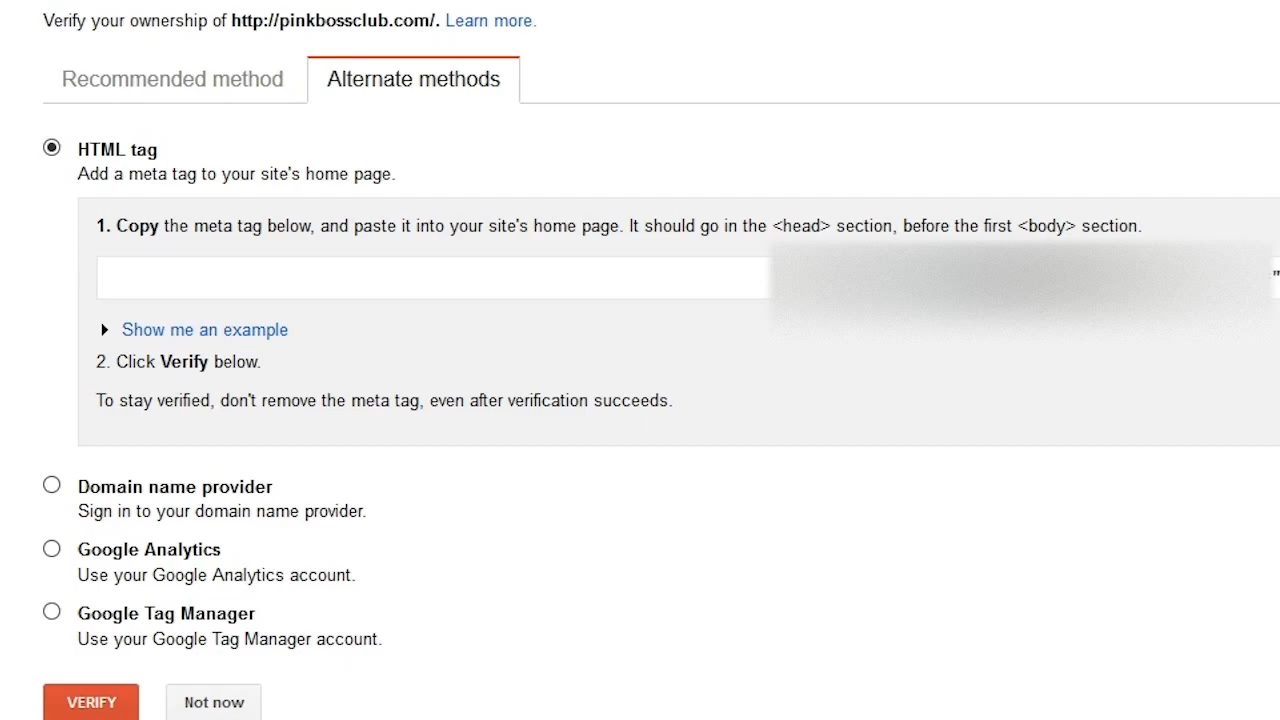 Verify your ownership of http://pinkbossclub.com/. Learn more.
Recommended method
Alternate methods
HTML tag
Add a meta tag to your site's home page.
1. Copy the meta tag below, and paste it into your site's home page. It should go in the <head> section, before the first <body> section.
"
Show me an example
2. Click Verify below.
To stay verified, don't remove the meta tag, even after verification succeeds.
Domain name provider
Sign in to your domain name provider.
Google Analytics
Use your Google Analytics account.
Google Tag Manager
Use your Google Tag Manager account.
VERIFY
Not now